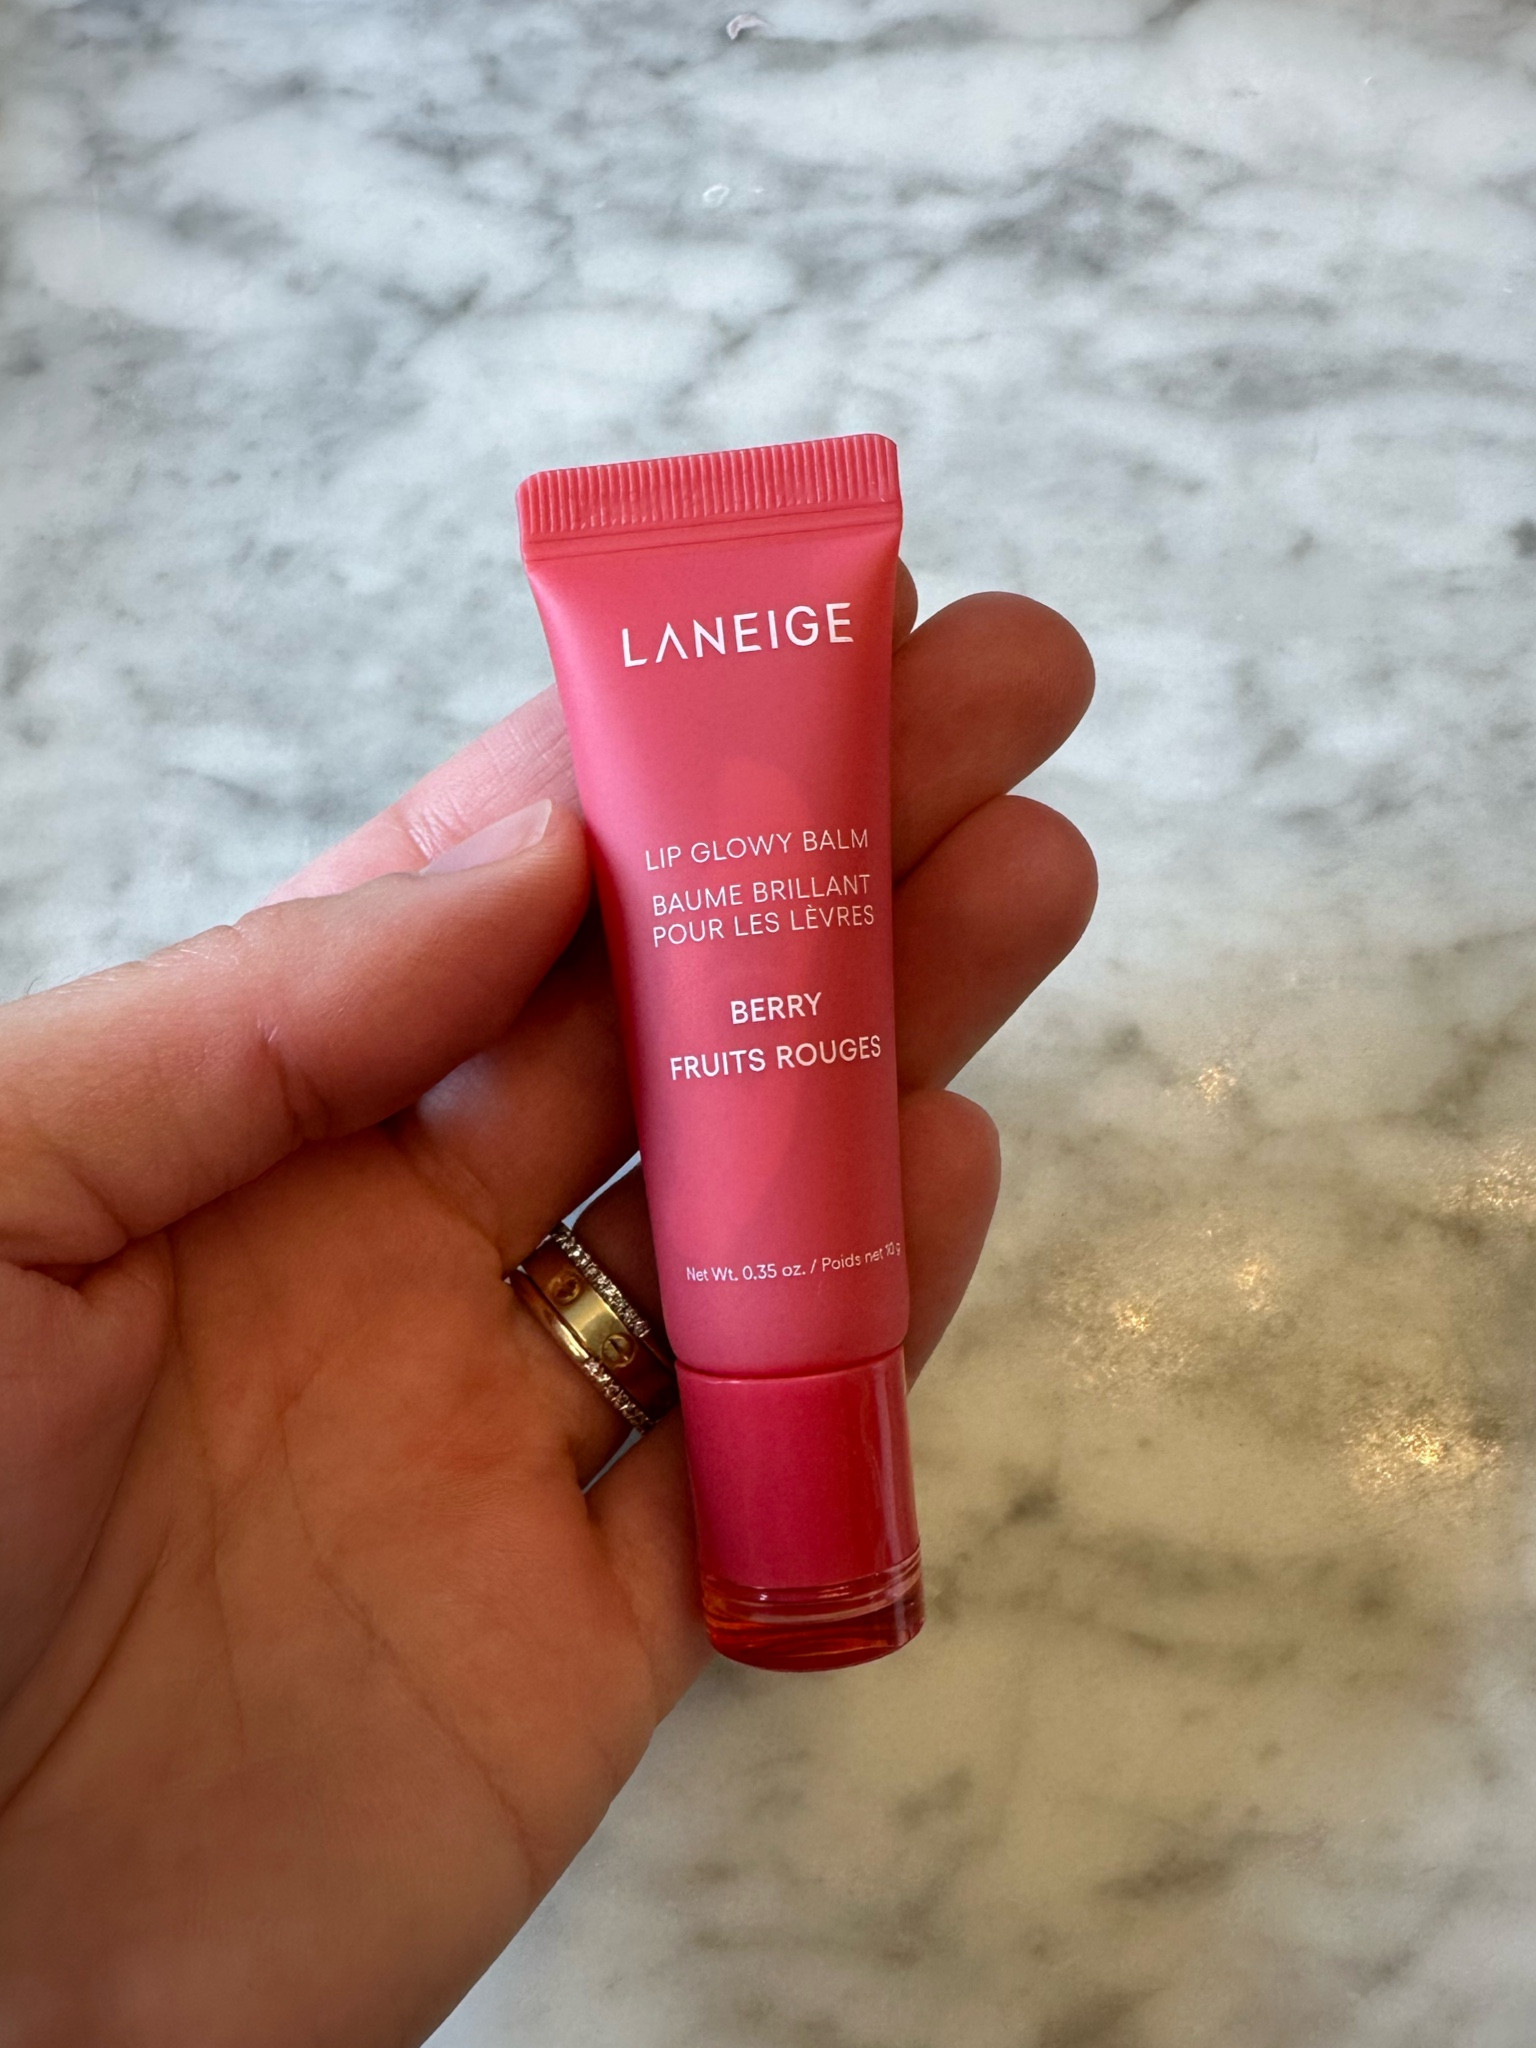 LANEIGE
LIP GLOWY BALM
BAUME BRILLANT
POUR LES LÈVRES
BERRY
FRUITS ROUGES
Net Wt. 0.35 oz. / Poids net 10 g